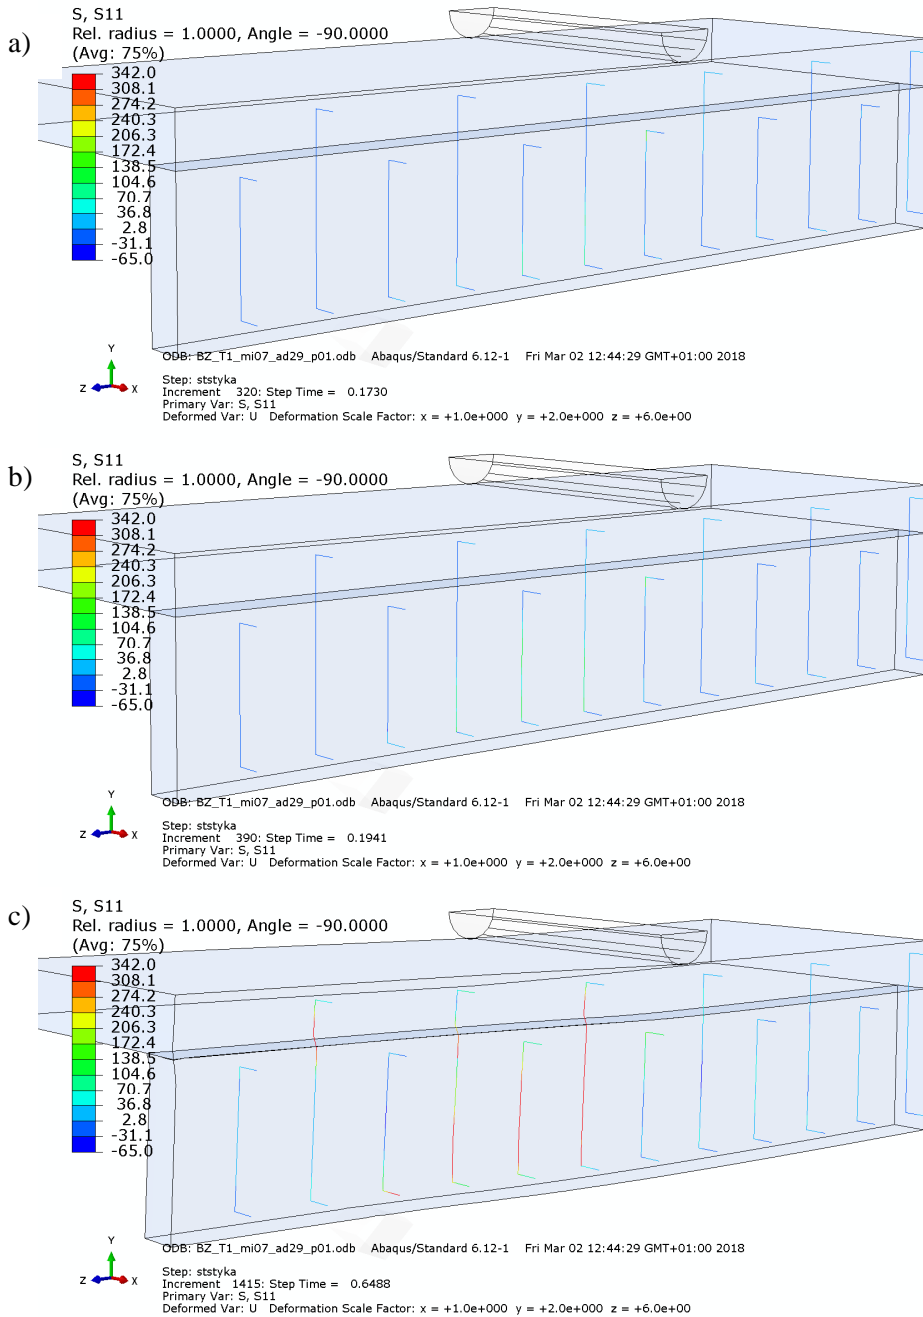 a)
S, S11
Rel. radius = 1.0000, Angle = -90.0000
(Avg: 75%)
342.0
308.1
274.2
240.3
206.3
172.4
138.5
104.6
70.7
36.8
2.8
-31.1
-65.0
Y
Z
X
ODB: BZ_T1_mi07_ad29_p01.odb Abaqus/Standard 6.12-1 Fri Mar 02 12:44:29 GMT+01:00 2018
Step: ststyka
Increment 320: Step Time = 0.1730
Primary Var: S, S11
Deformed Var: U Deformation Scale Factor: x = +1.0e+000 y = +2.0e+000 z = +6.0e+00
b)
S, S11
Rel. radius = 1.0000, Angle = -90.0000
(Avg: 75%)
342.0
308.1
274.2
240.3
206.3
172.4
138.5
104.6
70.7
36.8
2.8
-31.1
-65.0
Y
Z
X
ODB: BZ_T1_mi07_ad29_p01.odb Abaqus/Standard 6.12-1 Fri Mar 02 12:44:29 GMT+01:00 2018
Step: ststyka
Increment 390: Step Time = 0.1941
Primary Var: S, S11
Deformed Var: U Deformation Scale Factor: x = +1.0e+000 y = +2.0e+000 z = +6.0e+00
c)
S, S11
Rel. radius = 1.0000, Angle = -90.0000
(Avg: 75%)
342.0
308.1
274.2
240.3
206.3
172.4
138.5
104.6
70.7
36.8
2.8
-31.1
-65.0
Y
Z
X
ODB: BZ_T1_mi07_ad29_p01.odb Abaqus/Standard 6.12-1 Fri Mar 02 12:44:29 GMT+01:00 2018
Step: ststyka
Increment 1415: Step Time = 0.6488
Primary Var: S, S11
Deformed Var: U Deformation Scale Factor: x = +1.0e+000 y = +2.0e+000 z = +6.0e+00